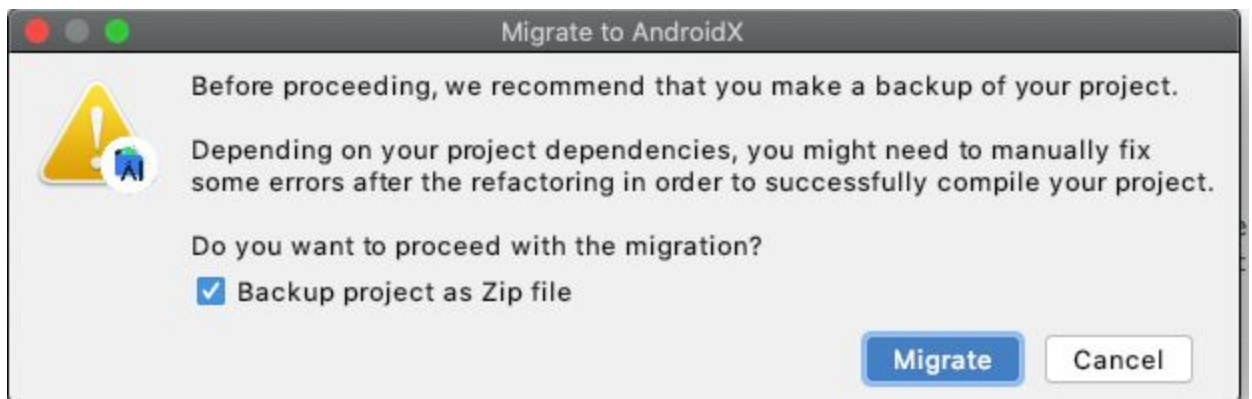 Migrate to AndroidX
Before proceeding, we recommend that you make a backup of your project.
Depending on your project dependencies, you might need to manually fix
some errors after the refactoring in order to successfully compile your project.
Do you want to proceed with the migration?
Backup project as Zip file
Migrate
Cancel